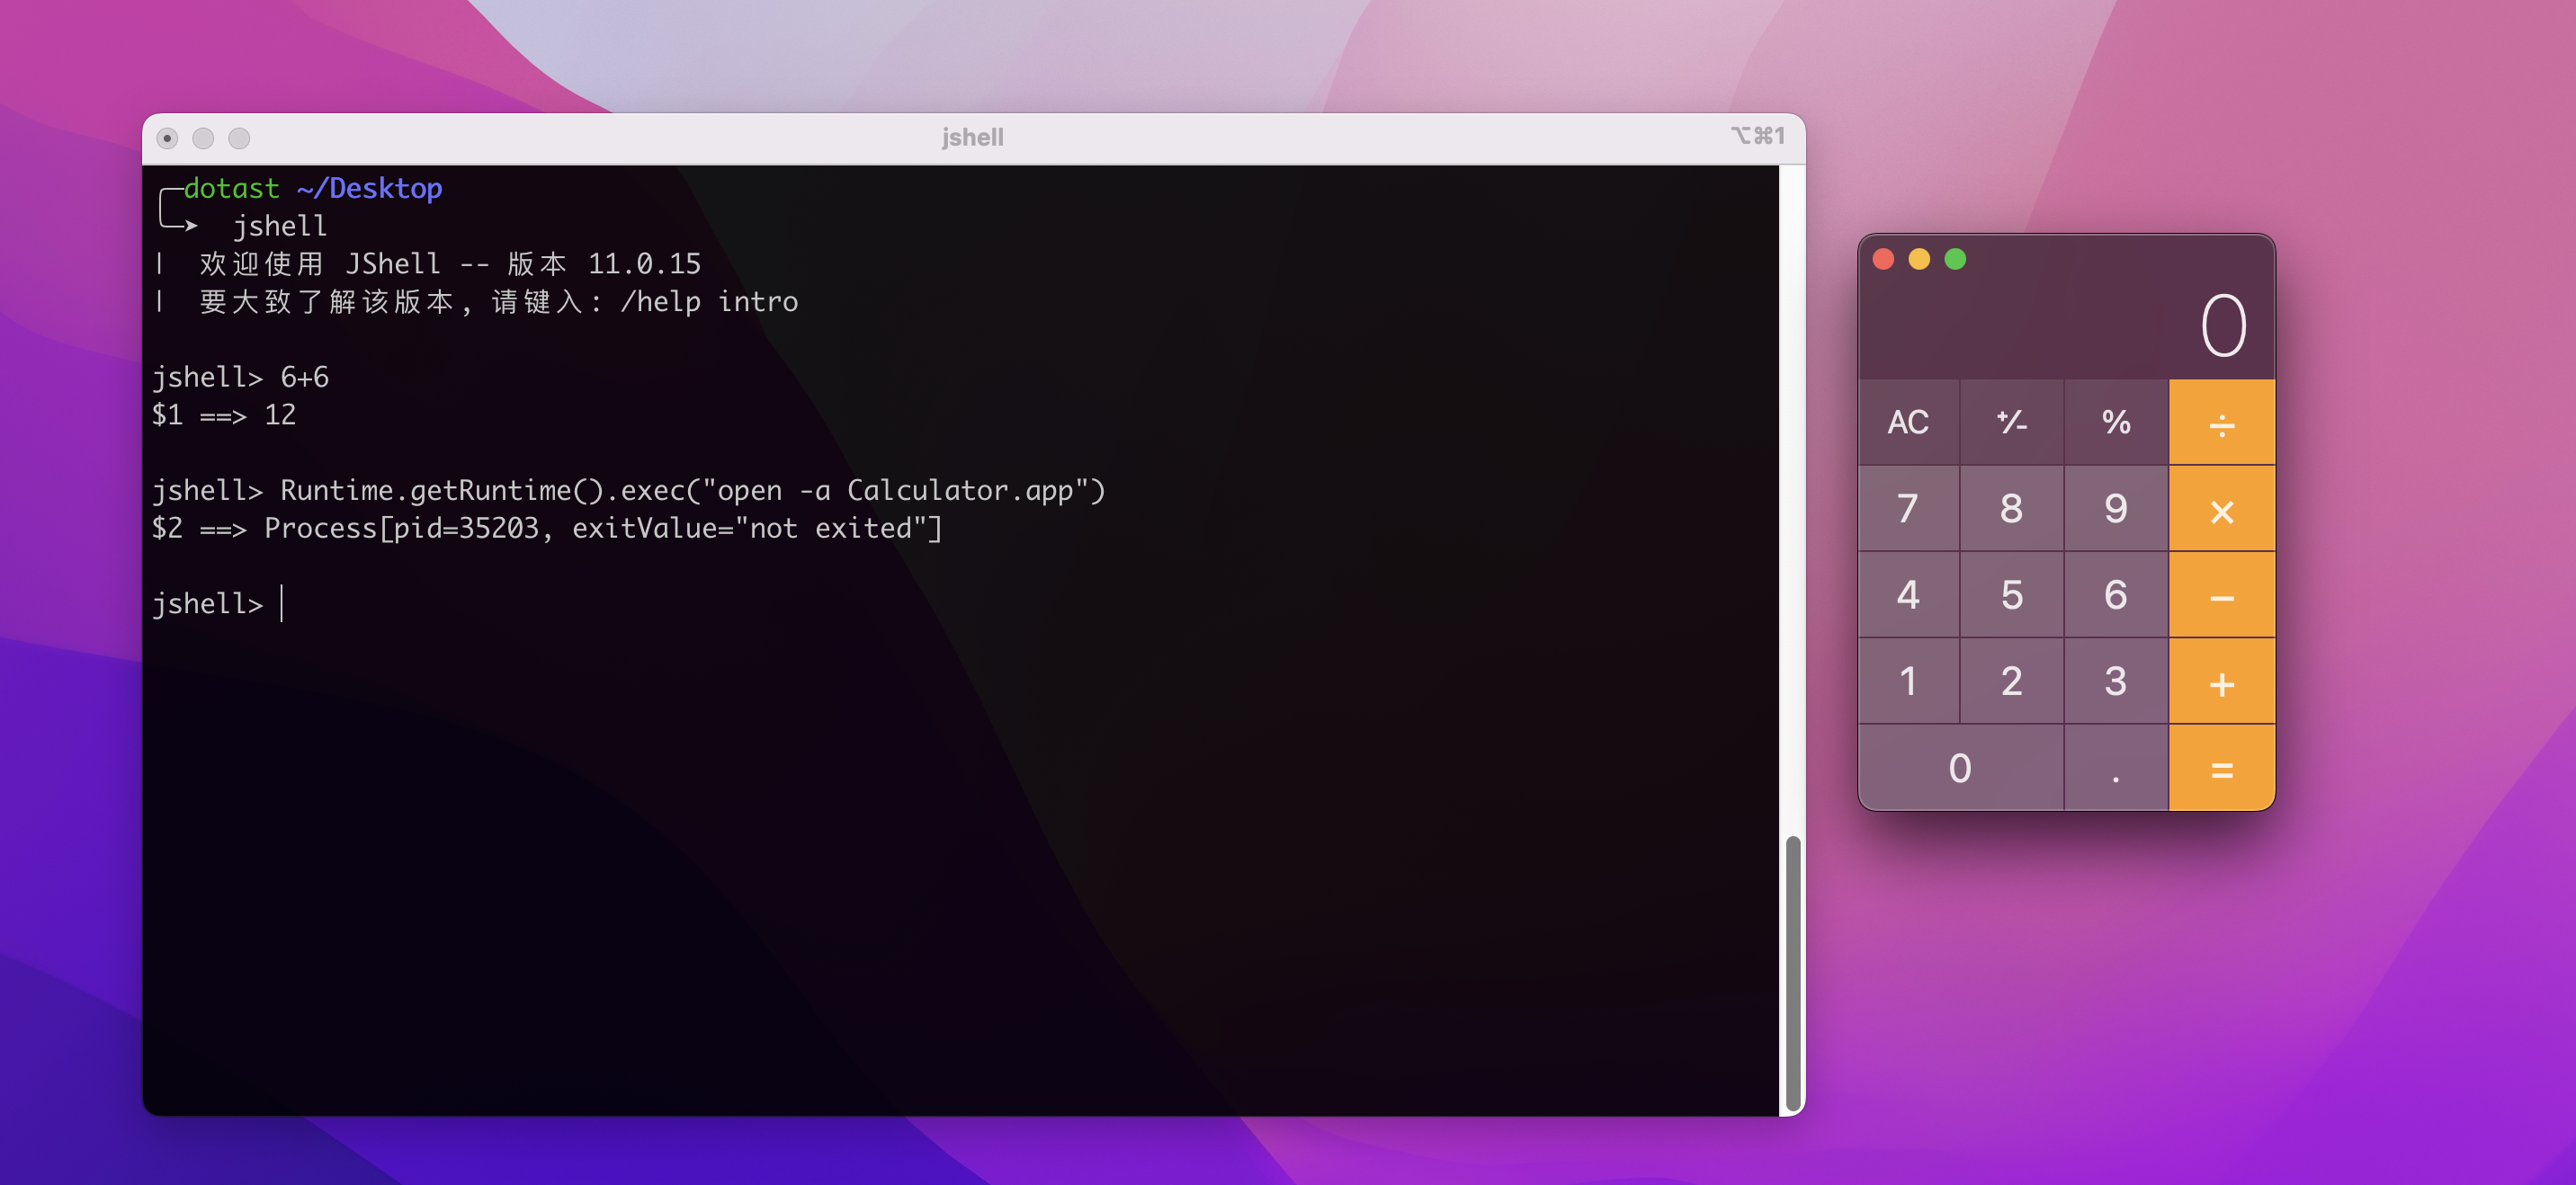 jshell
⌥⌘1
dotast ~/Desktop
jshell
| 欢迎使用 JShell -- 版本 11.0.15
| 要大致了解该版本, 请键入: /help intro
jshell> 6+6
$1 ==> 12
jshell> Runtime.getRuntime().exec("open -a Calculator.app")
$2 ==> Process[pid=35203, exitValue="not exited"]
jshell>
0
AC ⁺∕₋ % ÷
7 8 9 ×
4 5 6 −
1 2 3 +
0 . =